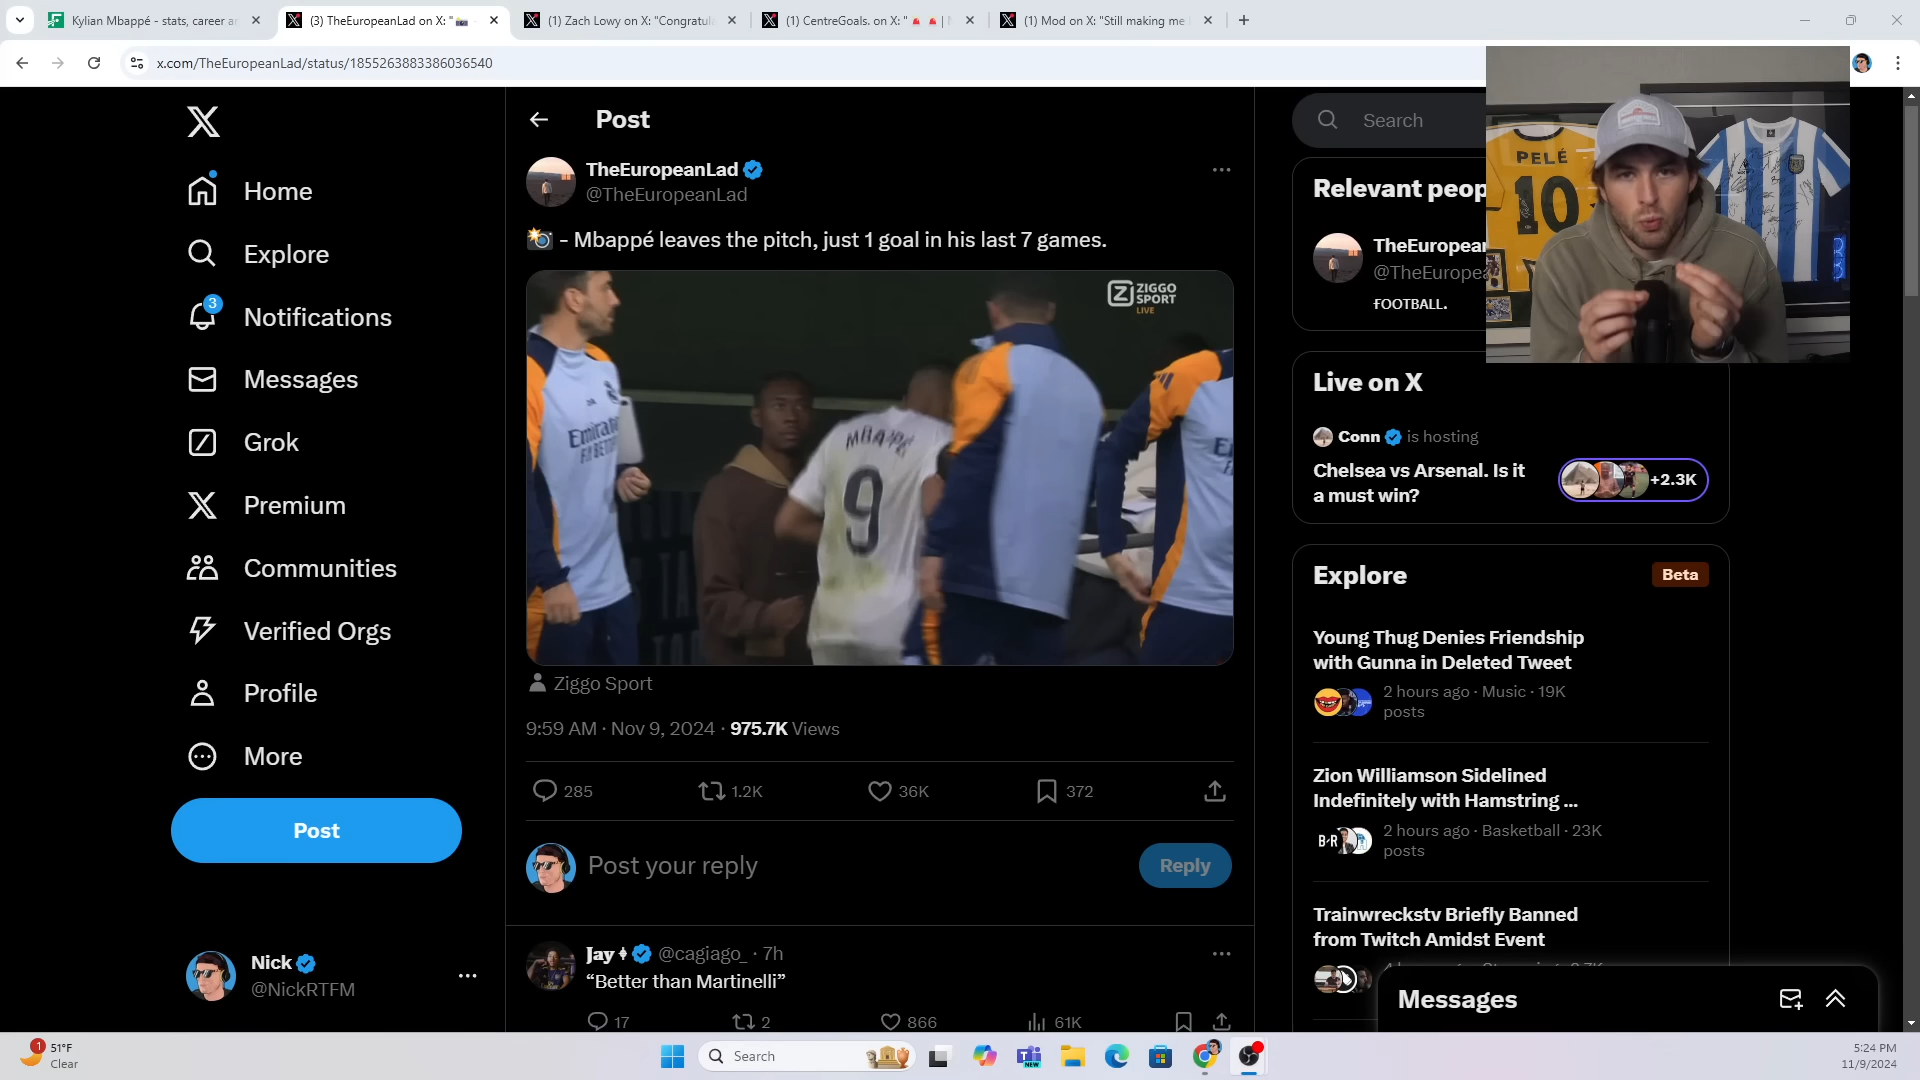 Kylian Mbappé - stats, career a
(3) TheEuropeanLad on X: "
(1) Zach Lowy on X: "Congratul
(1) CentreGoals. on X: "
(1) Mod on X: "Still making me
x.com/TheEuropeanLad/status/1855263883386036540
Home
Explore
Notifications
3
Messages
Grok
Premium
Communities
Verified Orgs
Profile
More
Post
Nick
@NickRTFM
Post
TheEuropeanLad
@TheEuropeanLad
- Mbappé leaves the pitch, just 1 goal in his last 7 games.
ZIGGO
SPORT
LIVE
Emirates
MBAPPÉ
9
Ziggo Sport
9:59 AM · Nov 9, 2024 · 975.7K Views
285
1.2K
36K
372
Post your reply
Reply
Jay @cagiago_ · 7h
“Better than Martinelli”
17
2
866
61K
Search
PELÉ
10
Relevant peop
TheEuropea
@TheEurope
FOOTBALL.
Live on X
Conn is hosting
Chelsea vs Arsenal. Is it
a must win?
+2.3K
Explore
Beta
Young Thug Denies Friendship
with Gunna in Deleted Tweet
2 hours ago · Music · 19K
posts
Zion Williamson Sidelined
Indefinitely with Hamstring ...
B/R
2 hours ago · Basketball · 23K
posts
Trainwreckstv Briefly Banned
from Twitch Amidst Event
Messages
1
51°F
Clear
Search
NEW
5:24 PM
11/9/2024